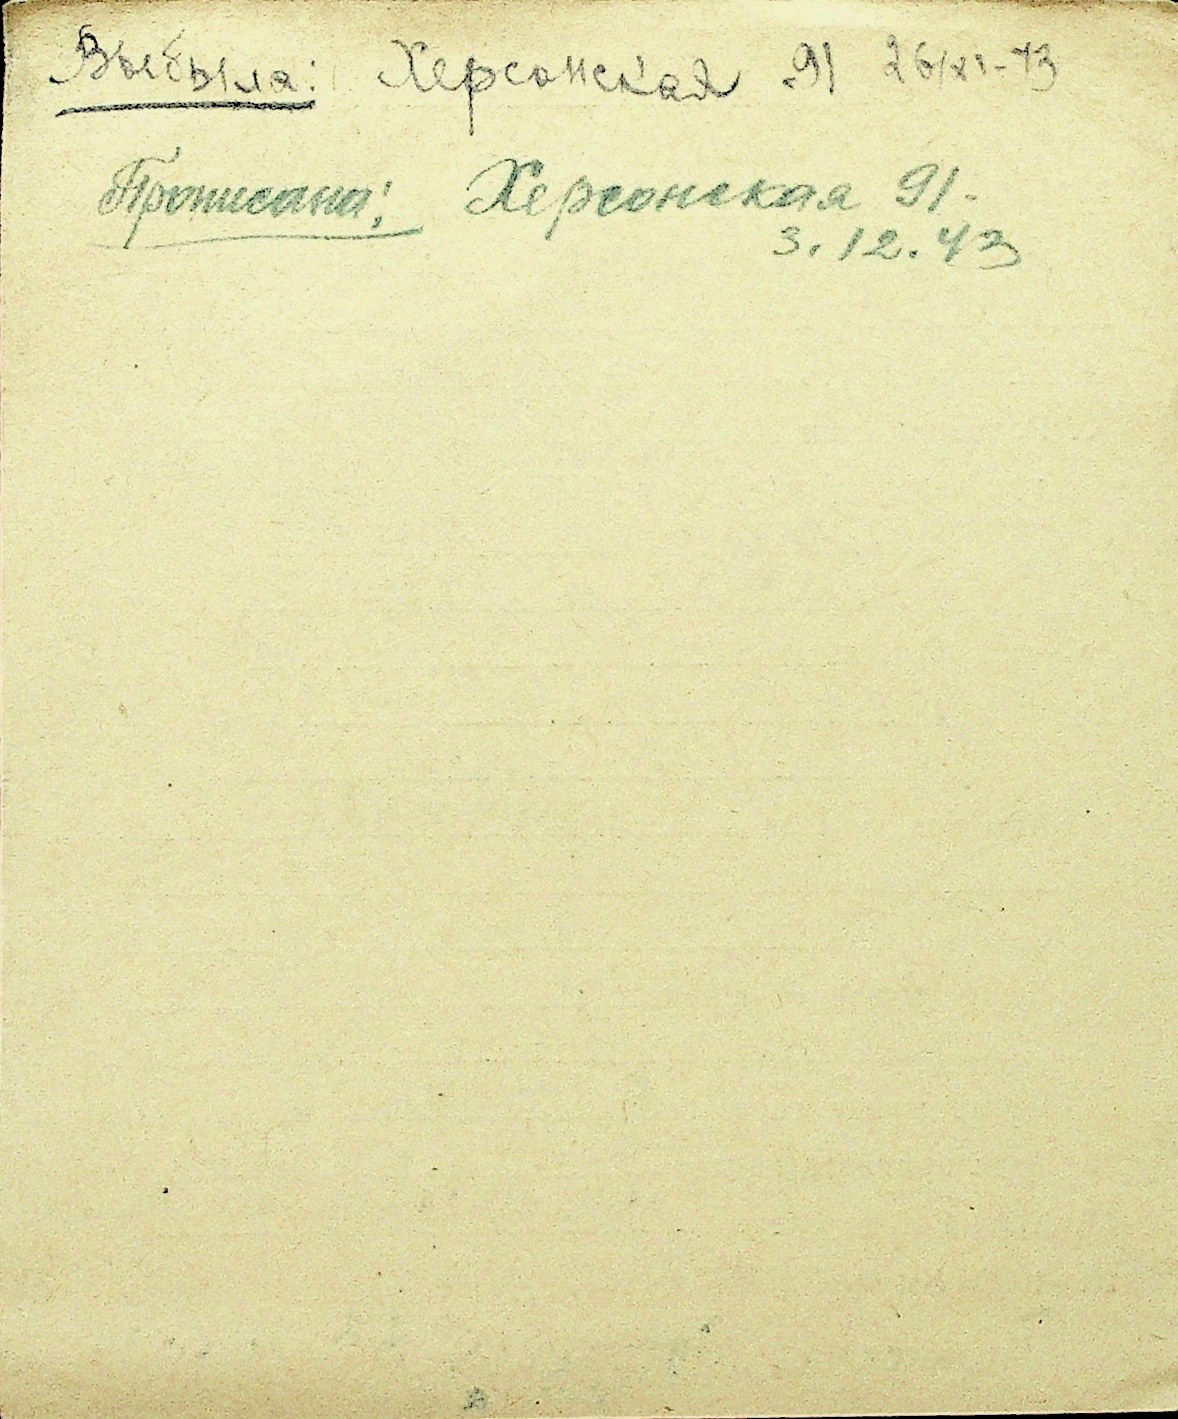 Выбыла: Херсонская 91 26/XI-43
Прописана: Херсонская 91.
3.12.43